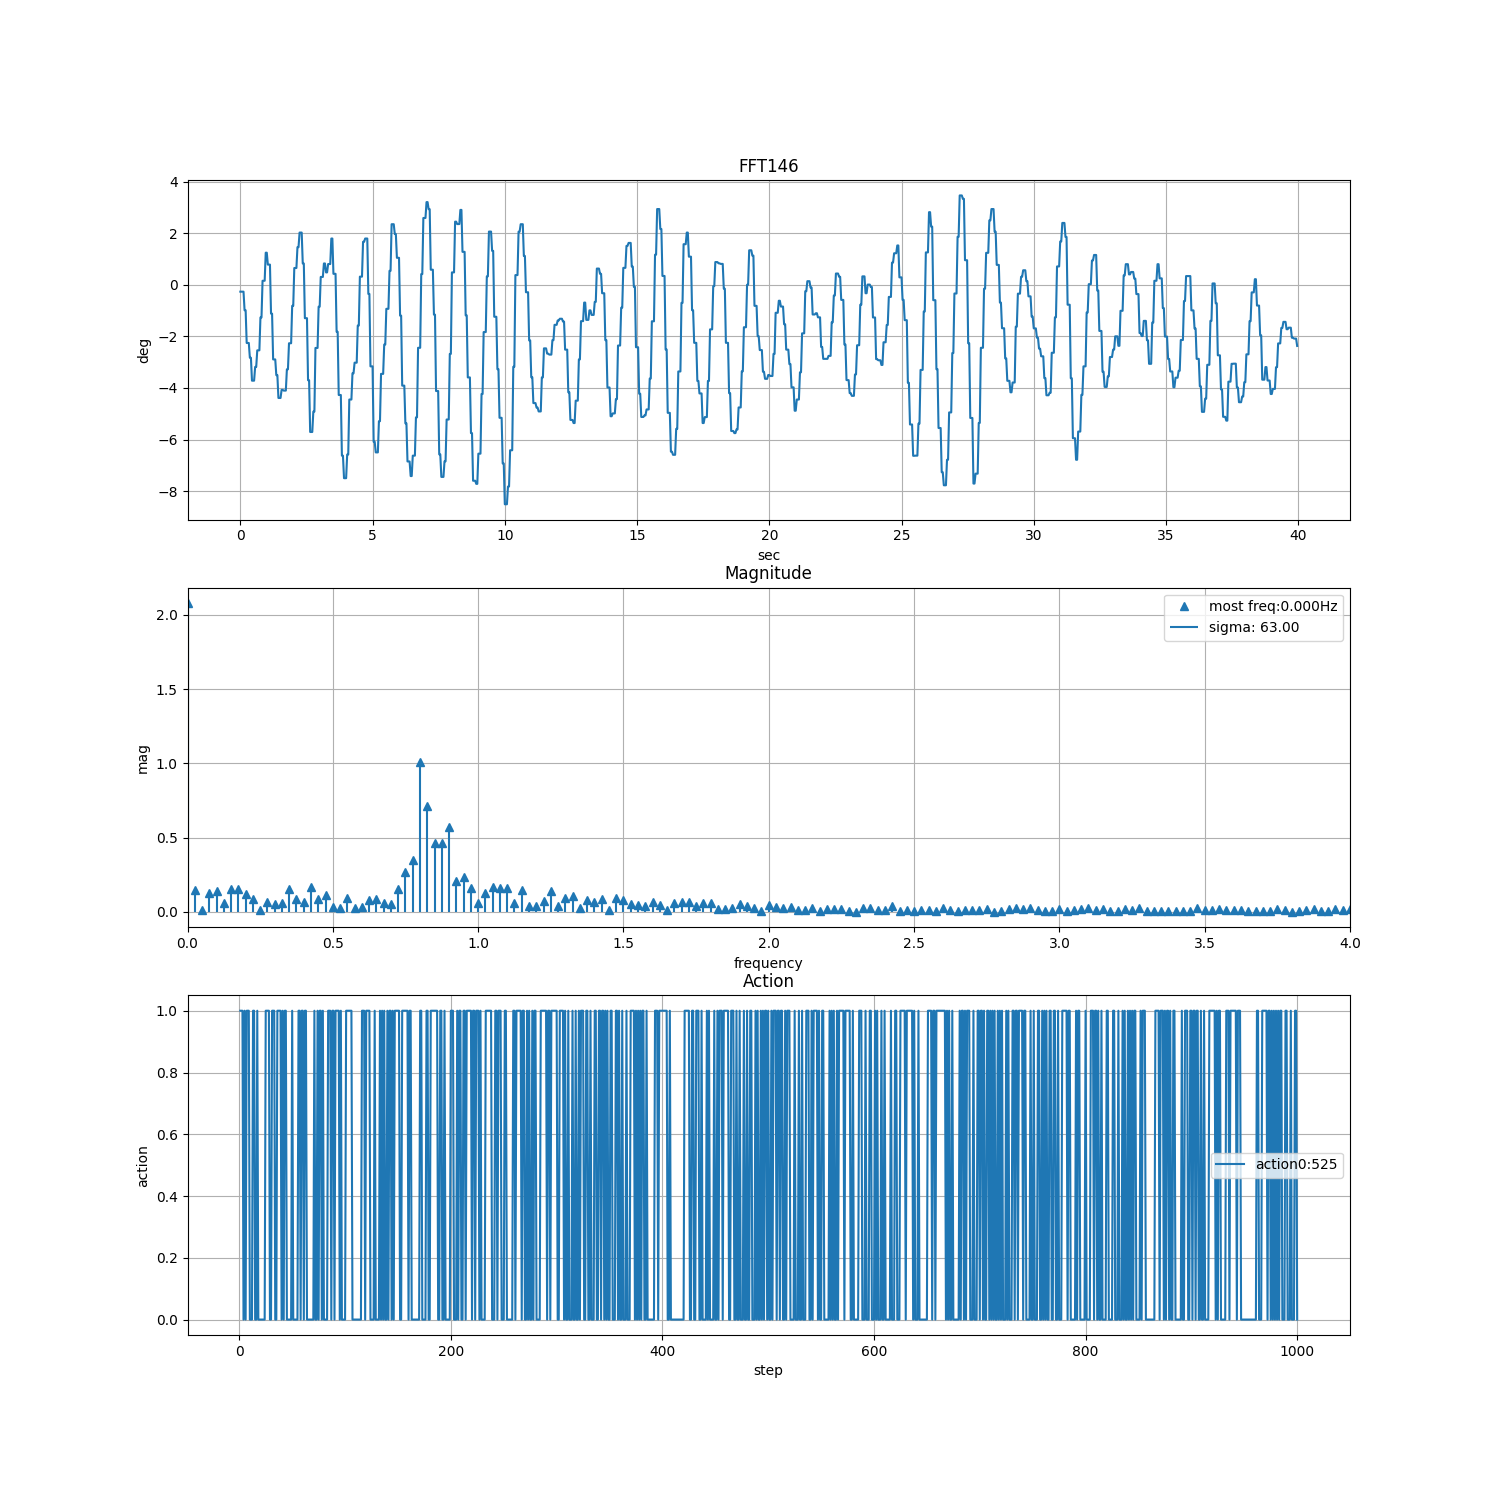 FFT146
4
2
0
−2
−4
−6
−8
deg
0 5 10 15 20 25 30 35 40
sec
Magnitude
2.0
1.5
1.0
0.5
0.0
mag
most freq:0.000Hz
sigma: 63.00
0.0 0.5 1.0 1.5 2.0 2.5 3.0 3.5 4.0
frequency
Action
1.0
0.8
0.6
0.4
0.2
0.0
action
action0:525
0 200 400 600 800 1000
step